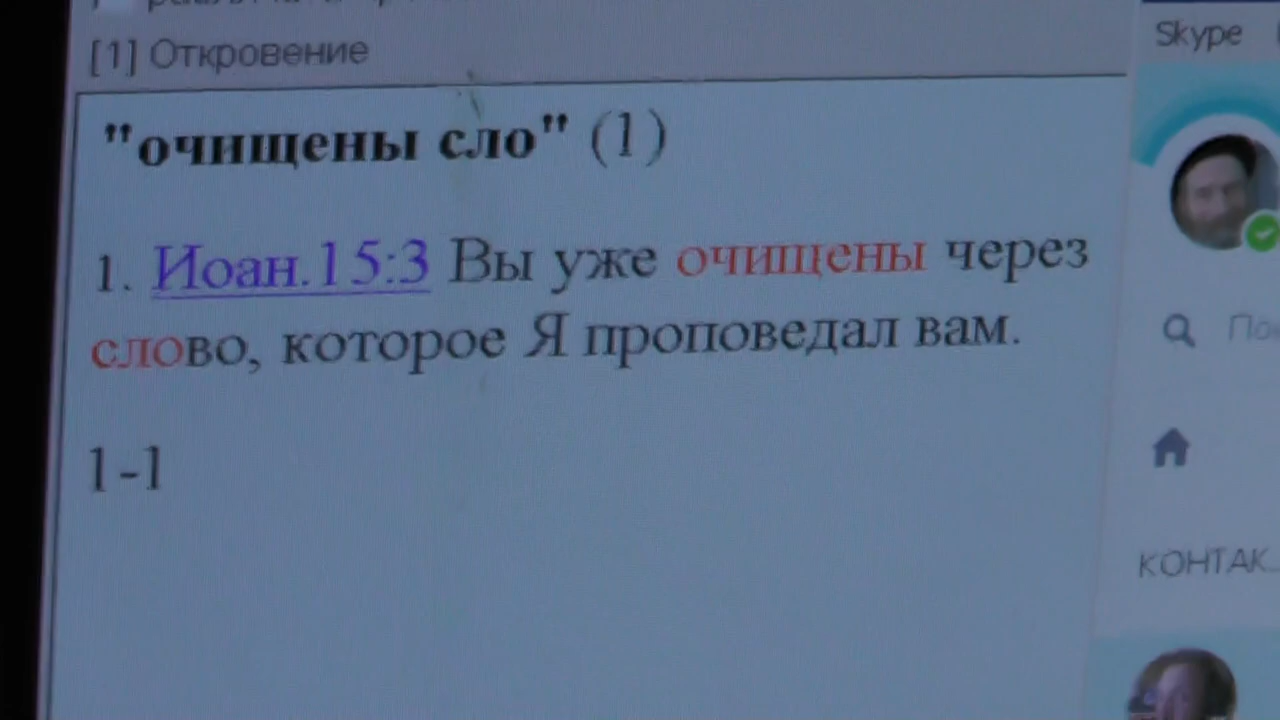 [1] Откровение
Skype
"очищены сло" (1)
1. Иоан.15:3 Вы уже очищены через
слово, которое Я проповедал вам.
1-1
КОНТАК...